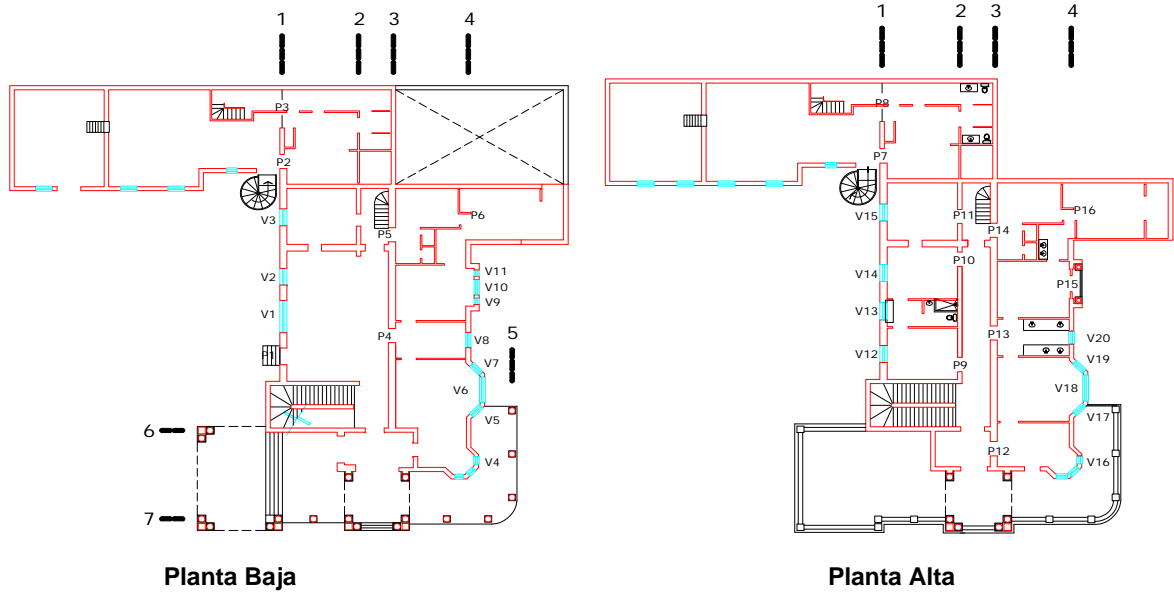 1 2 3 4
P3
P2
V3
P6
P5
V11
V2
V10
V9
V1
P4
5
V8
P1
V7
V6
V5
6
V4
7
Planta Baja
1 2 3 4
P8
P7
V15
P11
P16
P14
P10
V14
P15
V13
P13
V20
V12
V19
P9
V18
V17
P12
V16
Planta Alta